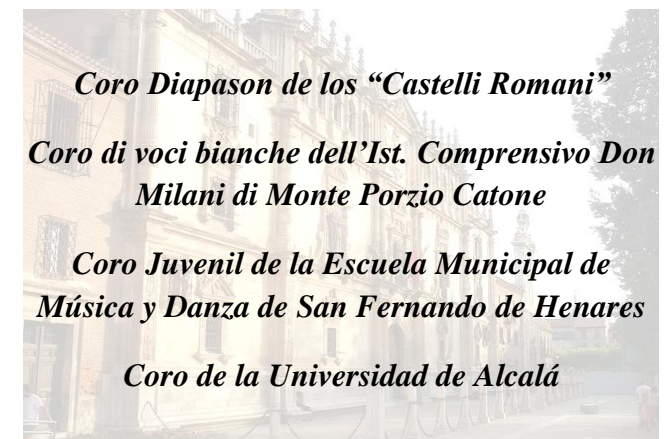 Coro Diapason de los “Castelli Romani”
Coro di voci bianche dell’Ist. Comprensivo Don
Milani di Monte Porzio Catone
Coro Juvenil de la Escuela Municipal de
Música y Danza de San Fernando de Henares
Coro de la Universidad de Alcalá